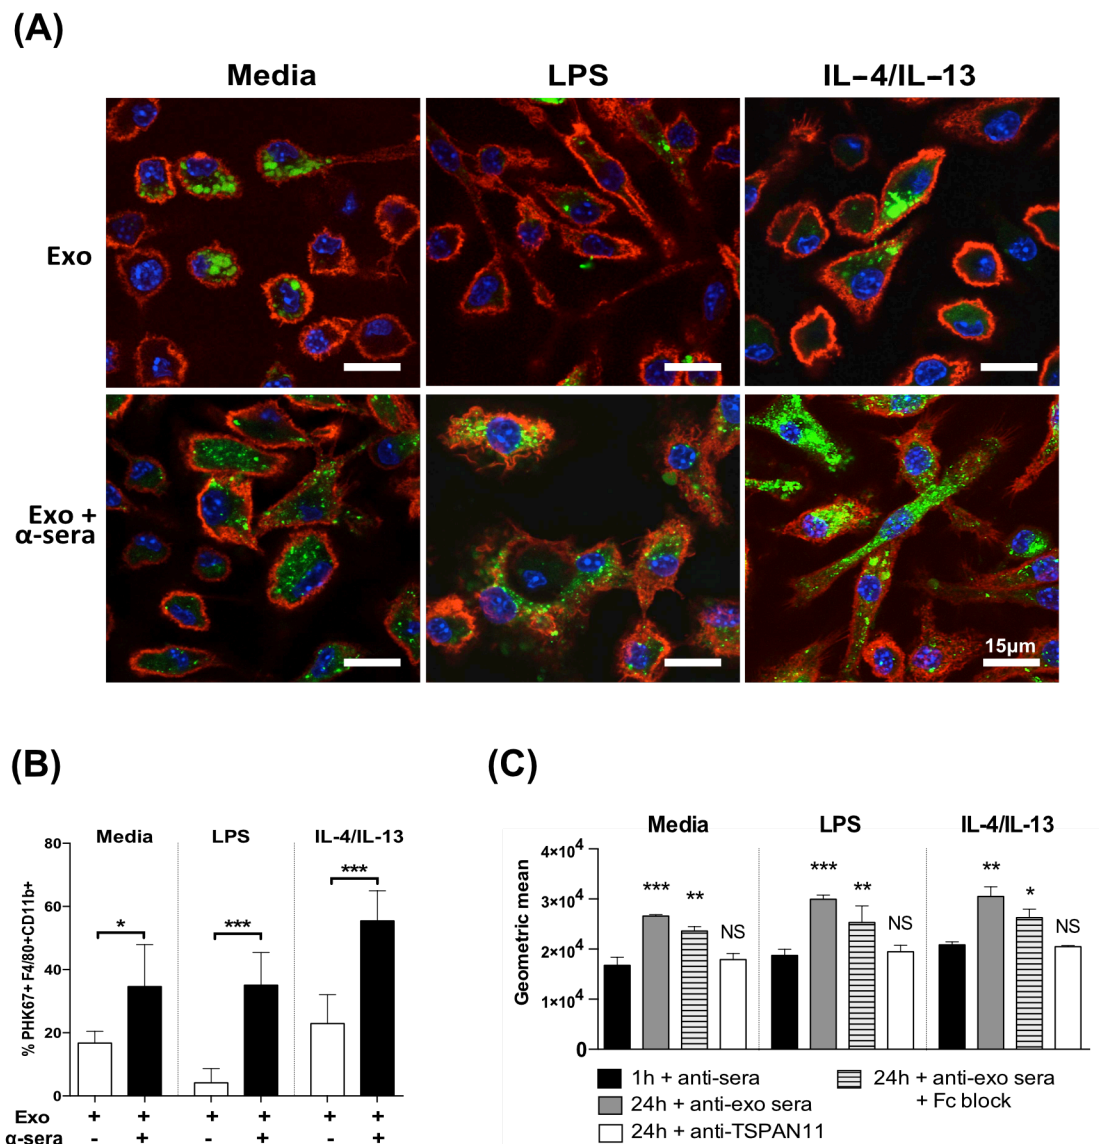 (A)
Media LPS IL–4/IL–13
Exo
Exo +
α-sera
15µm
(B)
Media LPS IL-4/IL-13
% PHK67+ F4/80+CD11b+
80
60
40
20
0
* *** ***
Exo + + + + + +
α-sera - + - + - +
(C)
Media LPS IL-4/IL-13
Geometric mean
4×10⁴
3×10⁴
2×10⁴
1×10⁴
0
*** ** NS *** ** NS ** * NS
1h + anti-sera
24h + anti-exo sera
24h + anti-TSPAN11
24h + anti-exo sera
+ Fc block